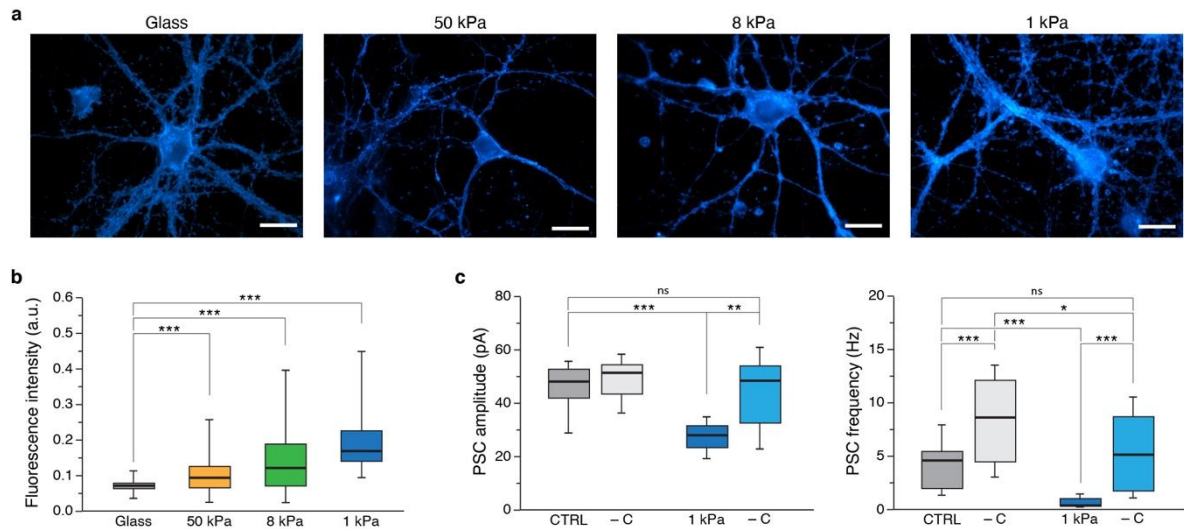 a
Glass 50 kPa 8 kPa 1 kPa
b
Fluorescence intensity (a.u.)
0.6
0.5
0.4
0.3
0.2
0.1
0.0
***
***
***
Glass 50 kPa 8 kPa 1 kPa
c
PSC amplitude (pA)
80
60
40
20
0
ns
*** **
CTRL – C 1 kPa – C
PSC frequency (Hz)
20
15
10
5
0
ns
*
***
*** ***
CTRL – C 1 kPa – C